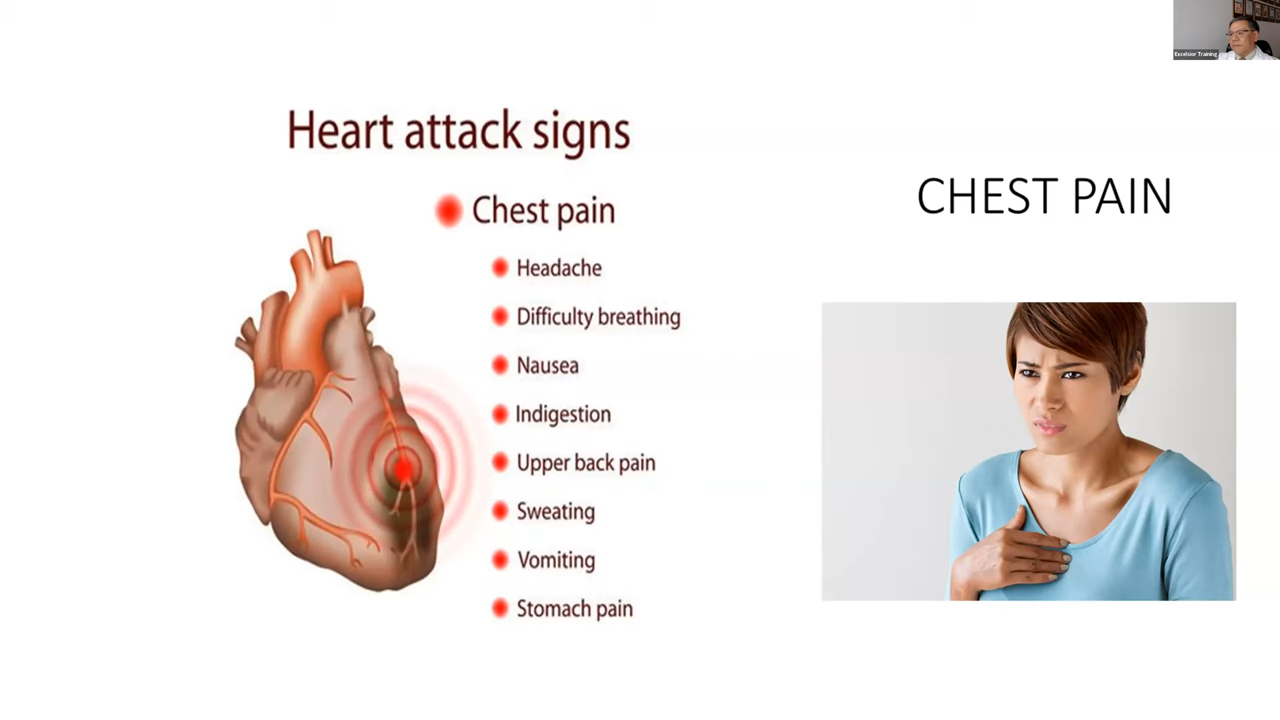 Excelsior Training
Heart attack signs
Chest pain
Headache
Difficulty breathing
Nausea
Indigestion
Upper back pain
Sweating
Vomiting
Stomach pain
CHEST PAIN